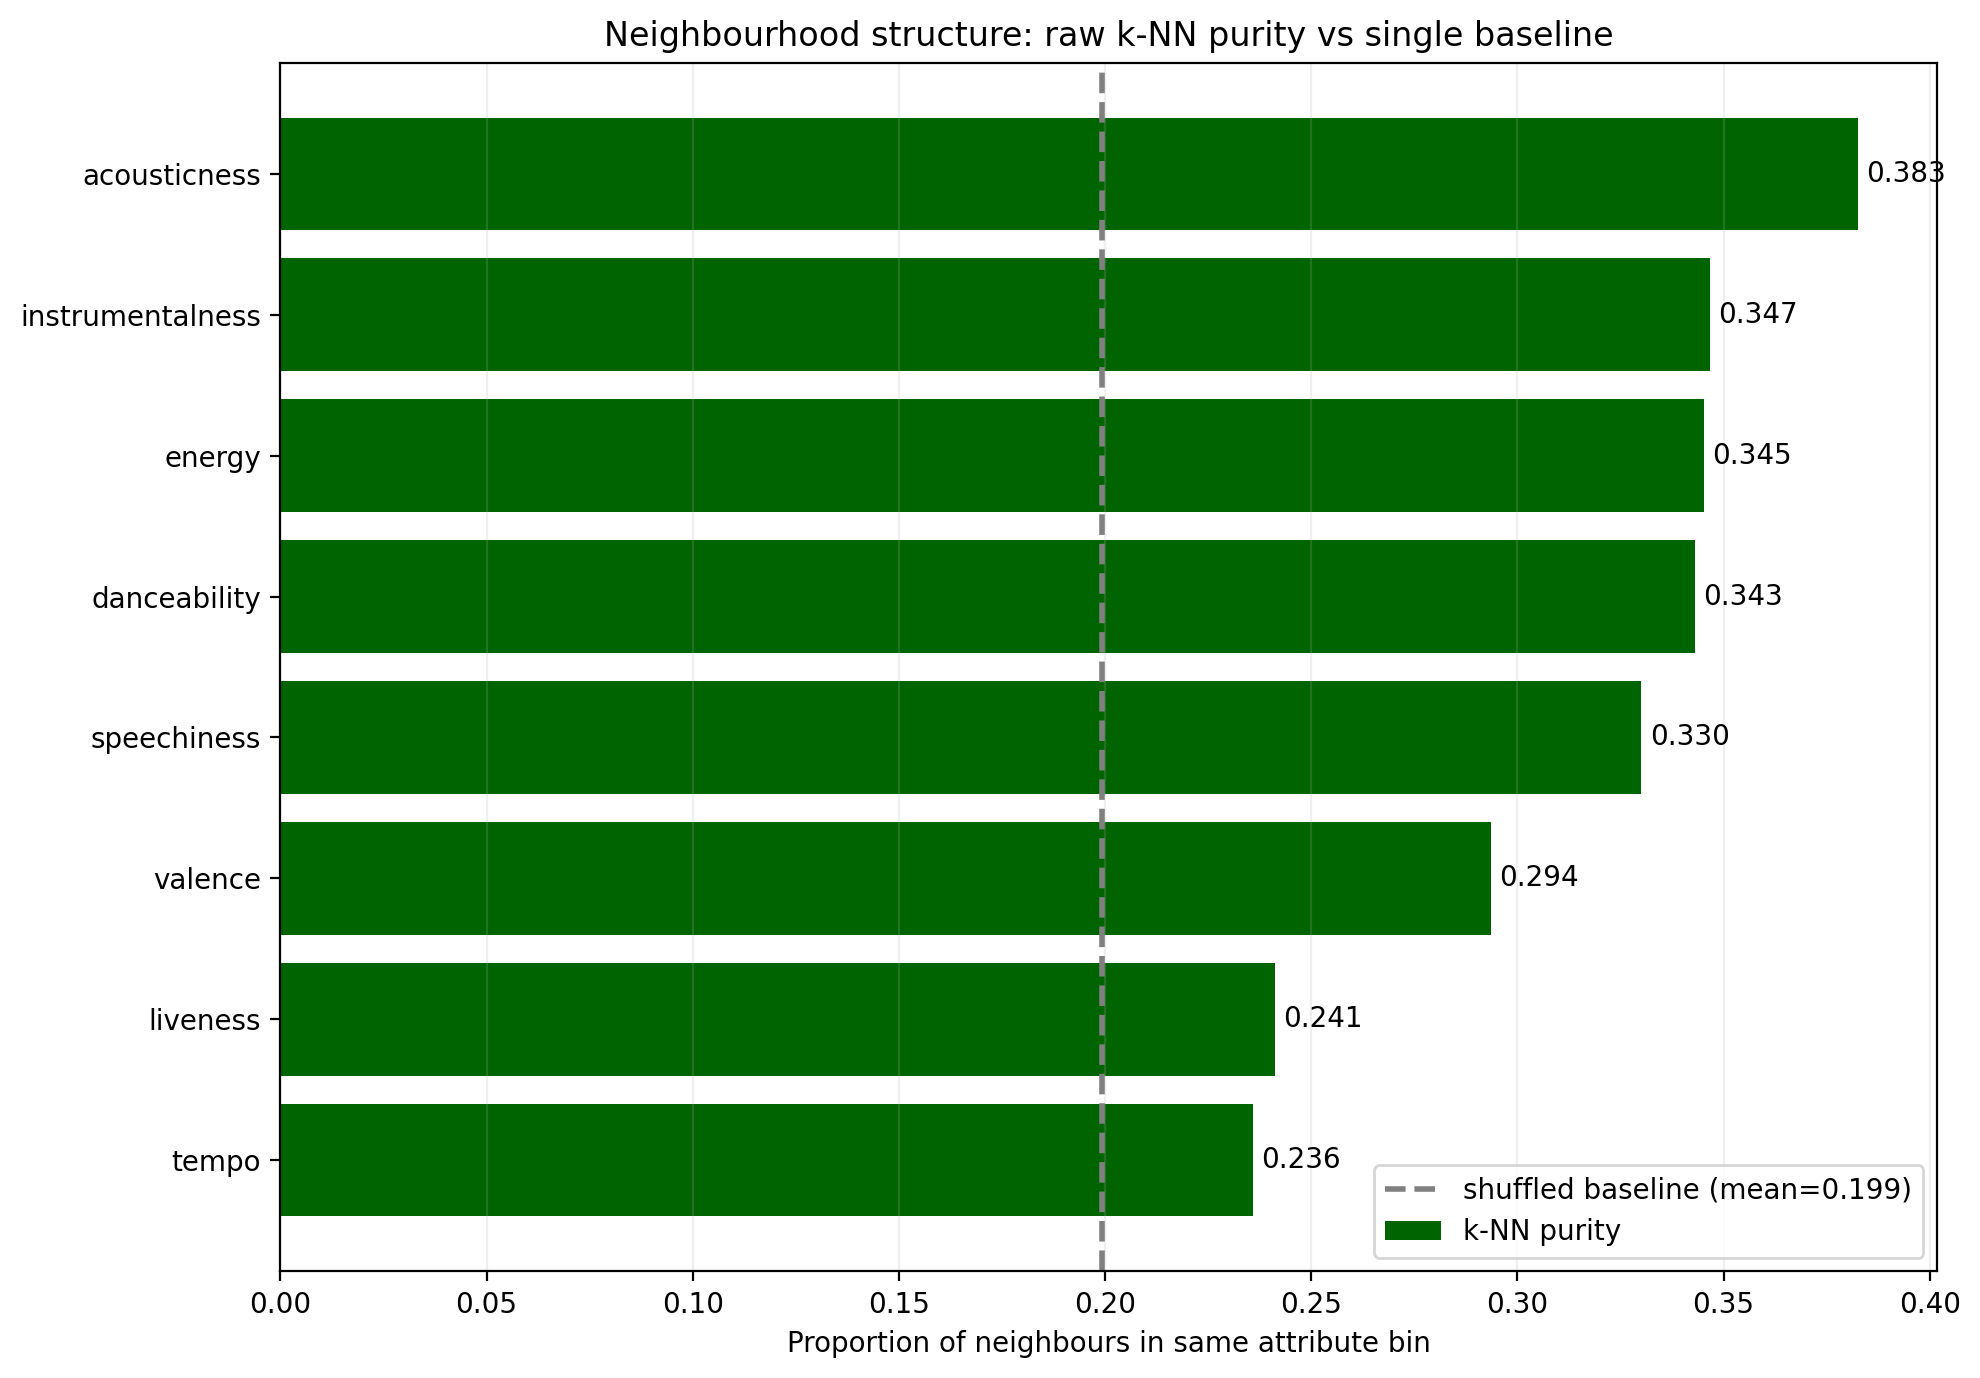 Neighbourhood structure: raw k-NN purity vs single baseline
acousticness
0.383
instrumentalness
0.347
energy
0.345
danceability
0.343
speechiness
0.330
valence
0.294
liveness
0.241
tempo
0.236
shuffled baseline (mean=0.199)
k-NN purity
0.00 0.05 0.10 0.15 0.20 0.25 0.30 0.35 0.40
Proportion of neighbours in same attribute bin